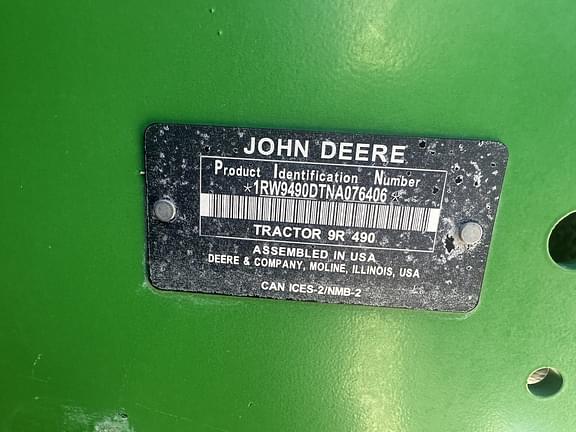 JOHN DEERE
Product Identification Number
*1RW9490DTNA076406*
TRACTOR 9R 490
ASSEMBLED IN USA
DEERE & COMPANY, MOLINE, ILLINOIS, USA
CAN ICES-2/NMB-2